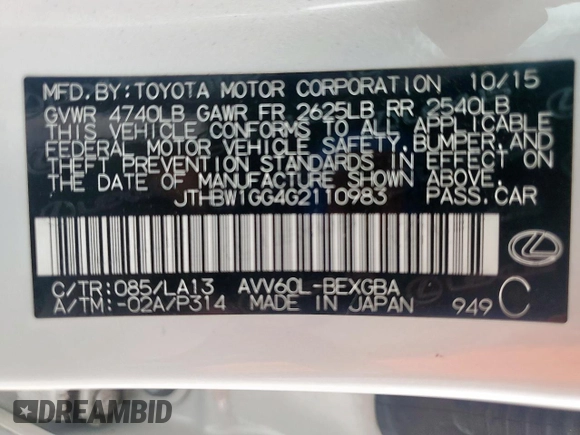 MFD.BY:TOYOTA MOTOR CORPORATION 10/15
GVWR 4740LB GAWR FR 2625LB RR 2540LB
THIS VEHICLE CONFORMS TO ALL APPLICABLE
FEDERAL MOTOR VEHICLE SAFETY,BUMPER,AND
THEFT PREVENTION STANDARDS IN EFFECT ON
THE DATE OF MANUFACTURE SHOWN ABOVE.
JTHBW1GG4G2110983 PASS.CAR
C/TR:085/LA13 AVV60L-BEXGBA
A/TM:-02A/P314 MADE IN JAPAN 949 C
DREAMBID